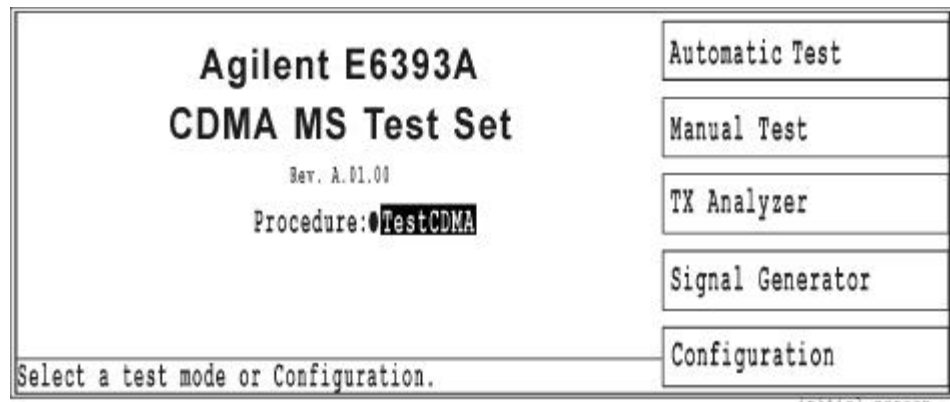 Agilent E6393A
CDMA MS Test Set
Rev. A.01.00
Procedure: TestCDMA
Select a test mode or Configuration.
Automatic Test
Manual Test
TX Analyzer
Signal Generator
Configuration